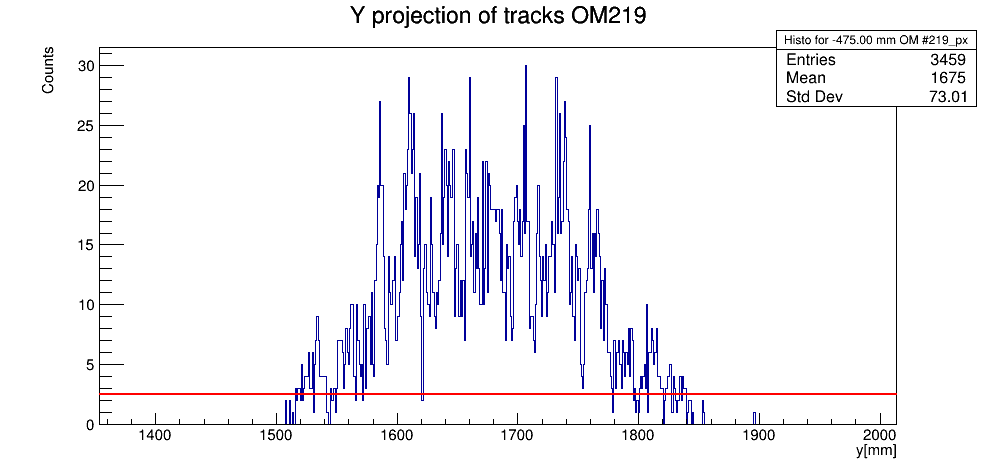 Y projection of tracks OM219
Histo for -475.00 mm OM #219_px
Entries 3459
Mean 1675
Std Dev 73.01
Counts
30
25
20
15
10
5
0
1400 1500 1600 1700 1800 1900 2000
y[mm]